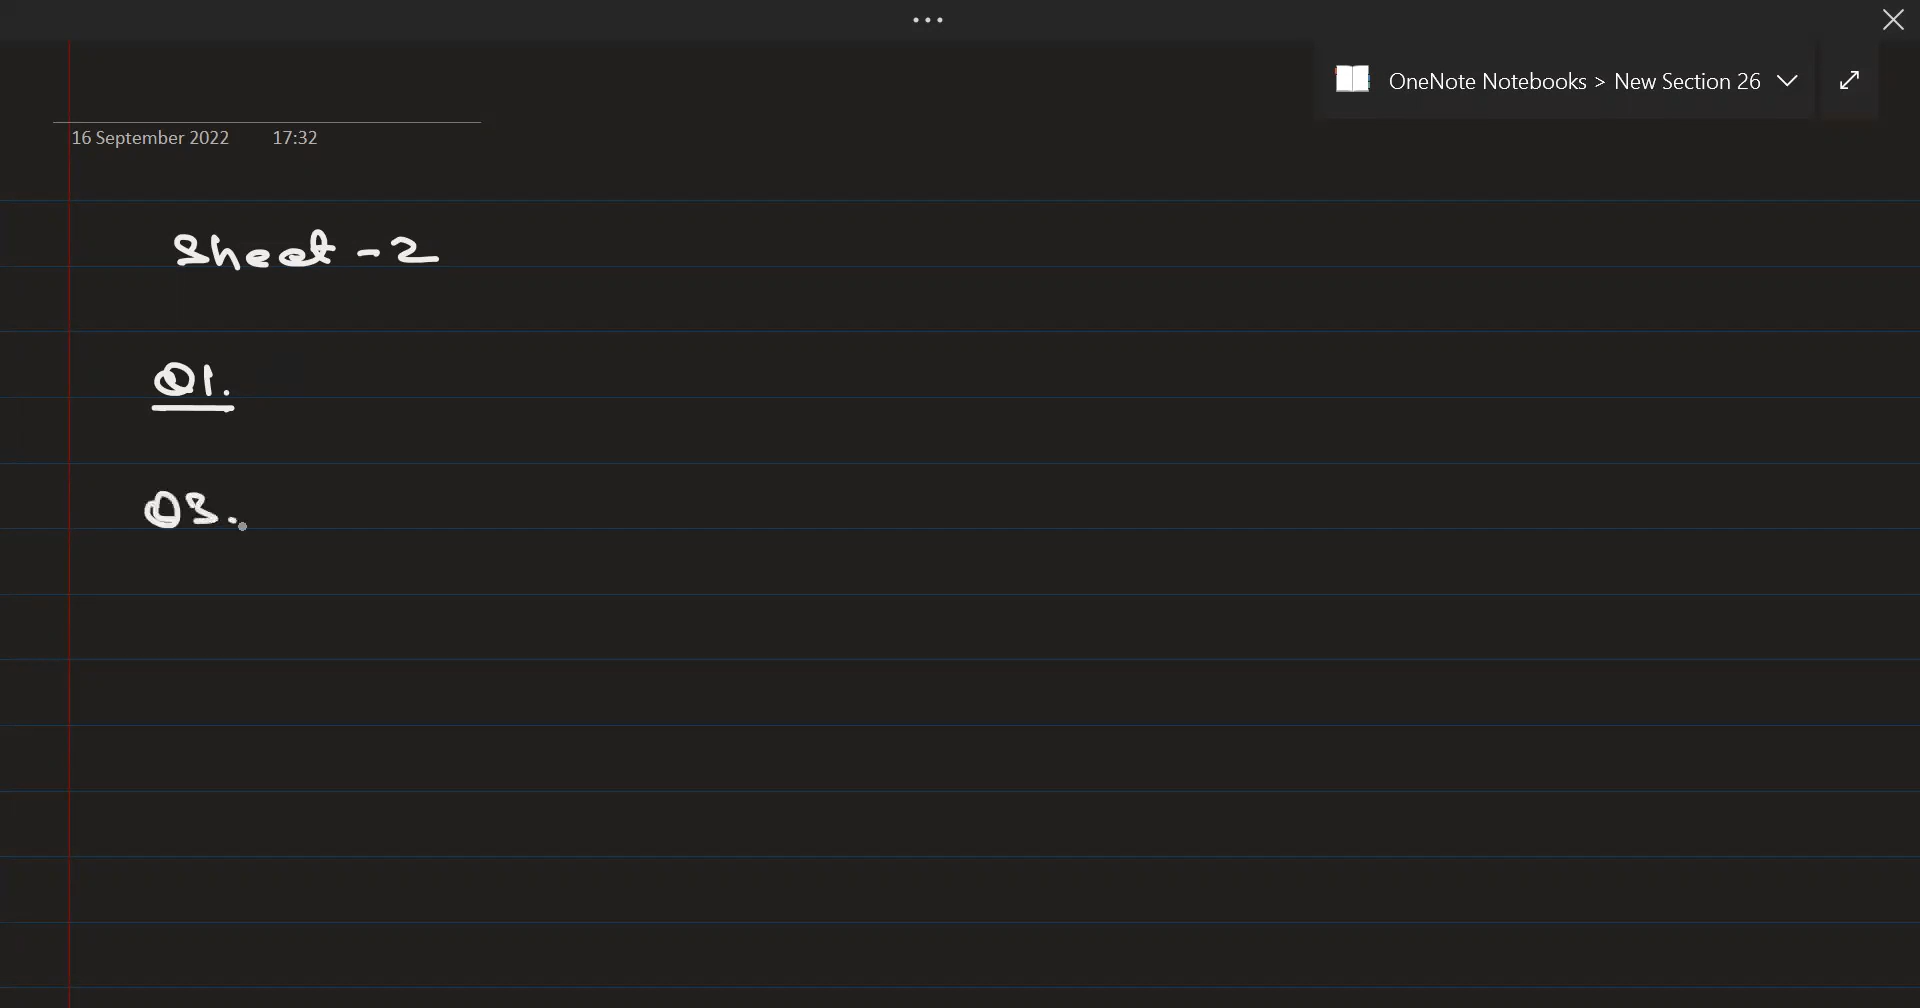 ...
OneNote Notebooks > New Section 26
16 September 2022 17:32
Sheet - 2
Q1.
Q3.